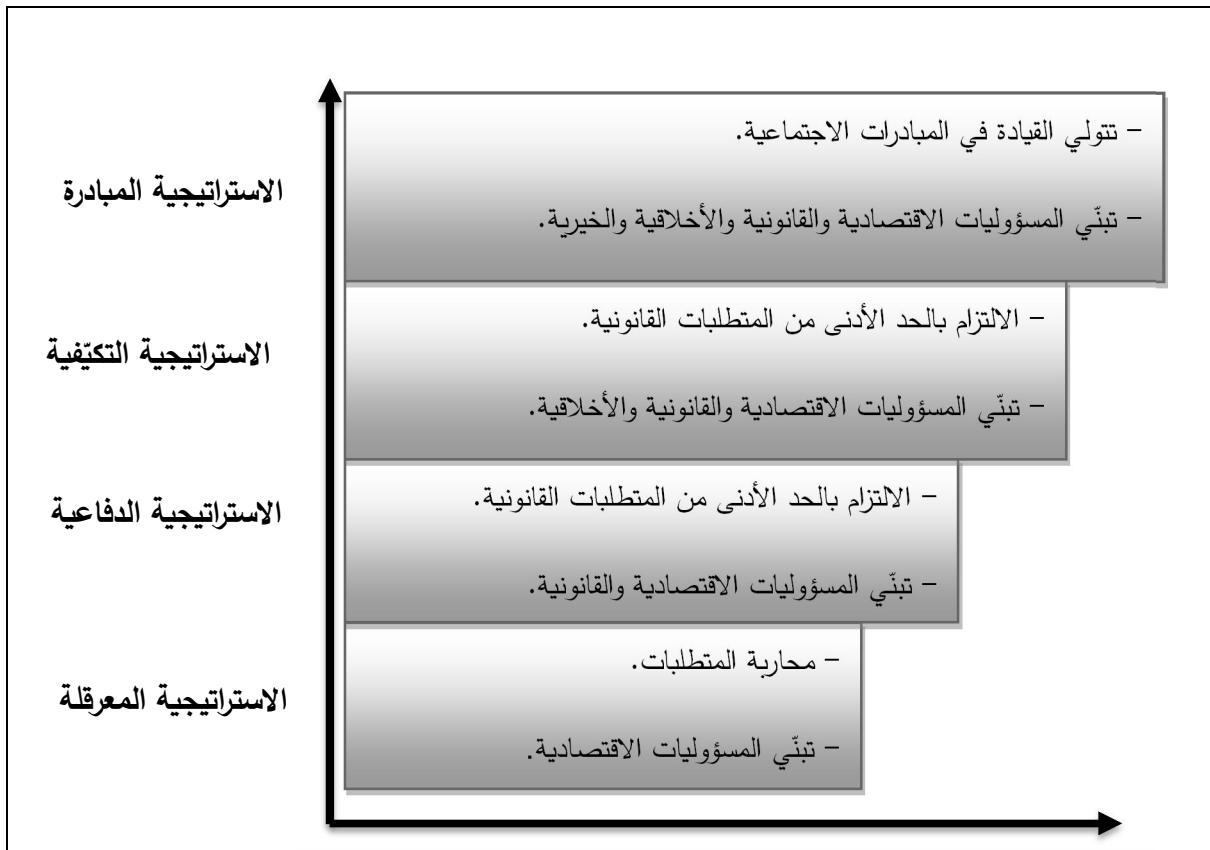 الاستراتيجية المبادرة
- تتولي القيادة في المبادرات الاجتماعية.
- تبنّي المسؤوليات الاقتصادية والقانونية والأخلاقية والخيرية.
الاستراتيجية التكيّفية
- الالتزام بالحد الأدنى من المتطلبات القانونية.
- تبنّي المسؤوليات الاقتصادية والقانونية والأخلاقية.
الاستراتيجية الدفاعية
- الالتزام بالحد الأدنى من المتطلبات القانونية.
- تبنّي المسؤوليات الاقتصادية والقانونية.
الاستراتيجية المعرقلة
- محاربة المتطلبات.
- تبنّي المسؤوليات الاقتصادية.